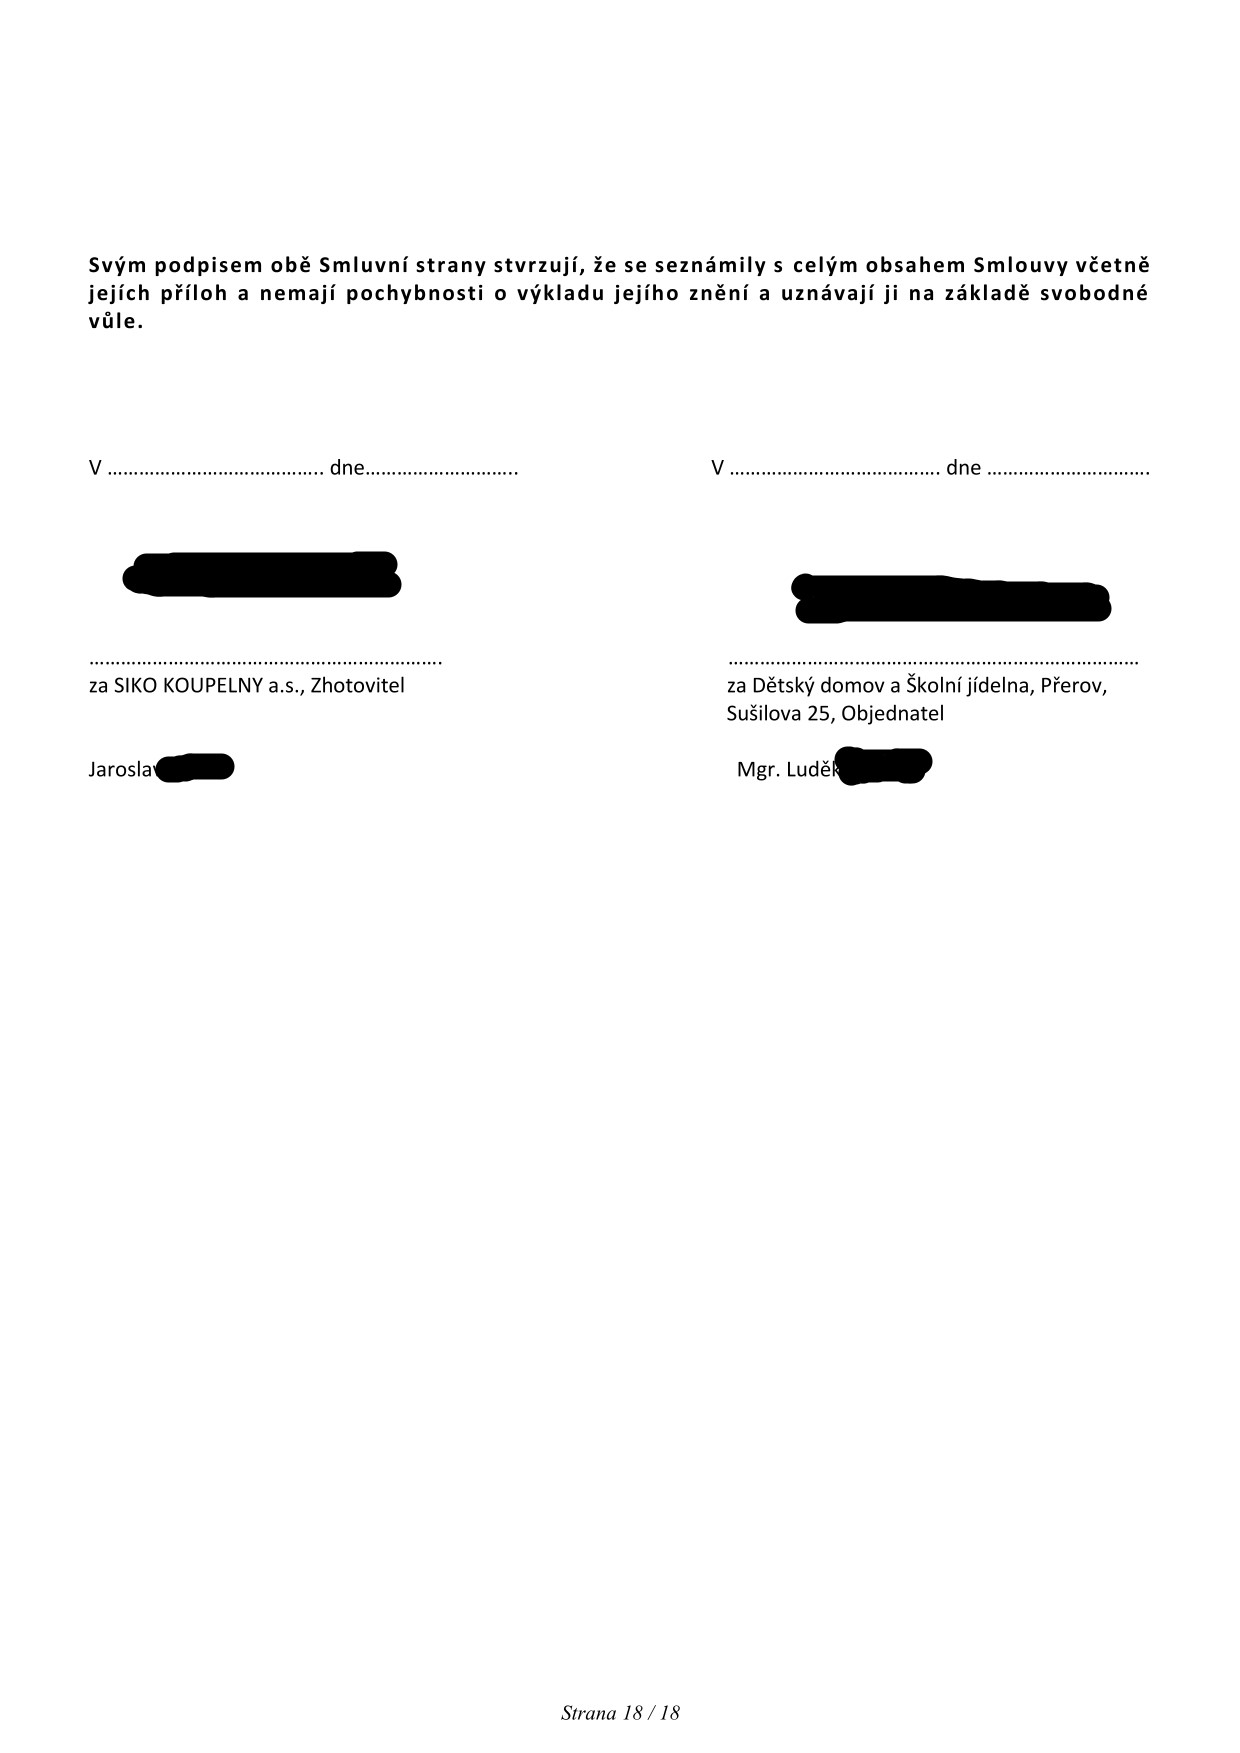 Svým podpisem obě Smluvní strany stvrzují, že se seznámily s celým obsahem Smlouvy včetně
jejích příloh a nemají pochybnosti o výkladu jejího znění a uznávají ji na základě svobodné
vůle.
V ………………………………….. dne………………………..
V …………………………………. dne ………………………….
………………………………………………………….
……………………………………………………………………
za SIKO KOUPELNY a.s., Zhotovitel
za Dětský domov a Školní jídelna, Přerov,
Sušilova 25, Objednatel
Jaroslav
Mgr. Luděk
Strana 18 / 18